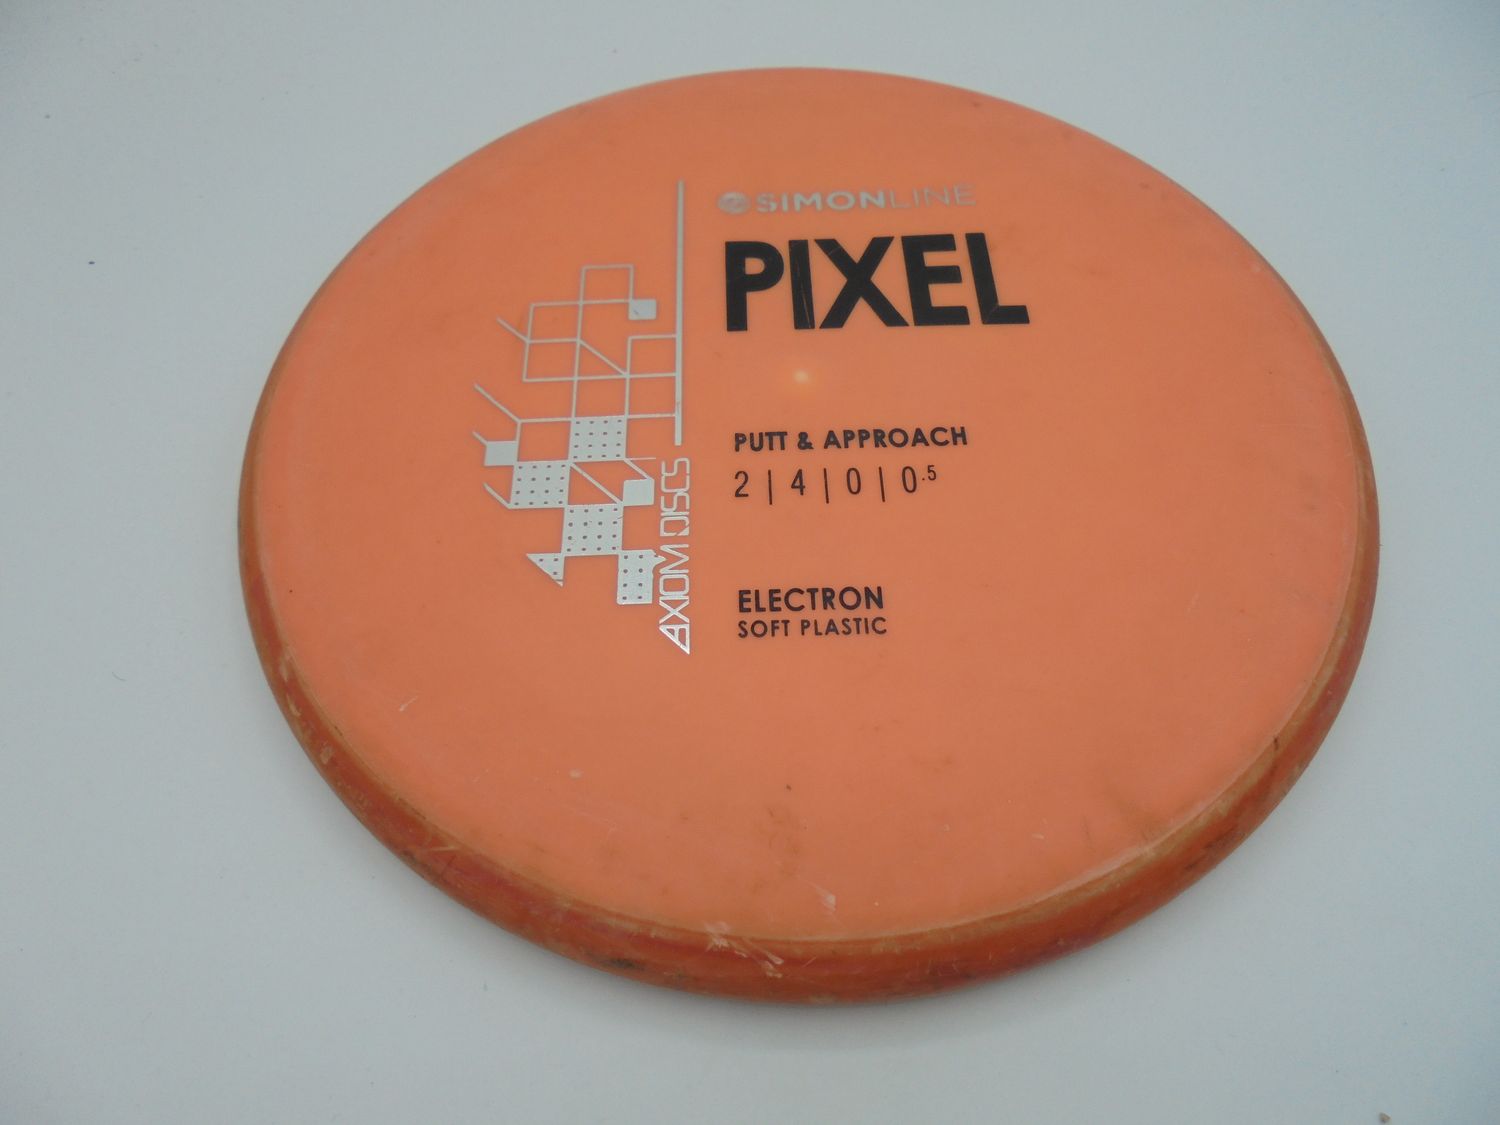 SIMONLINE
PIXEL
PUTT & APPROACH
2 | 4 | 0 | 0.5
ELECTRON
SOFT PLASTIC
AXIOM DISCS